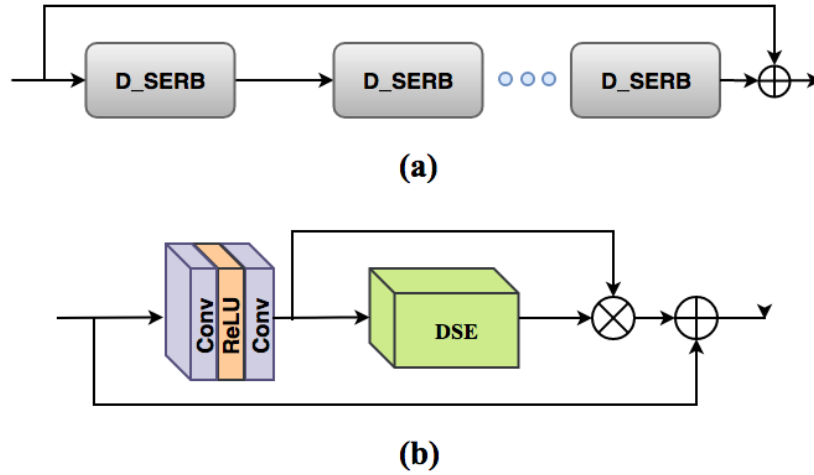 D_SERB D_SERB D_SERB
(a)
Conv ReLU Conv DSE
(b)